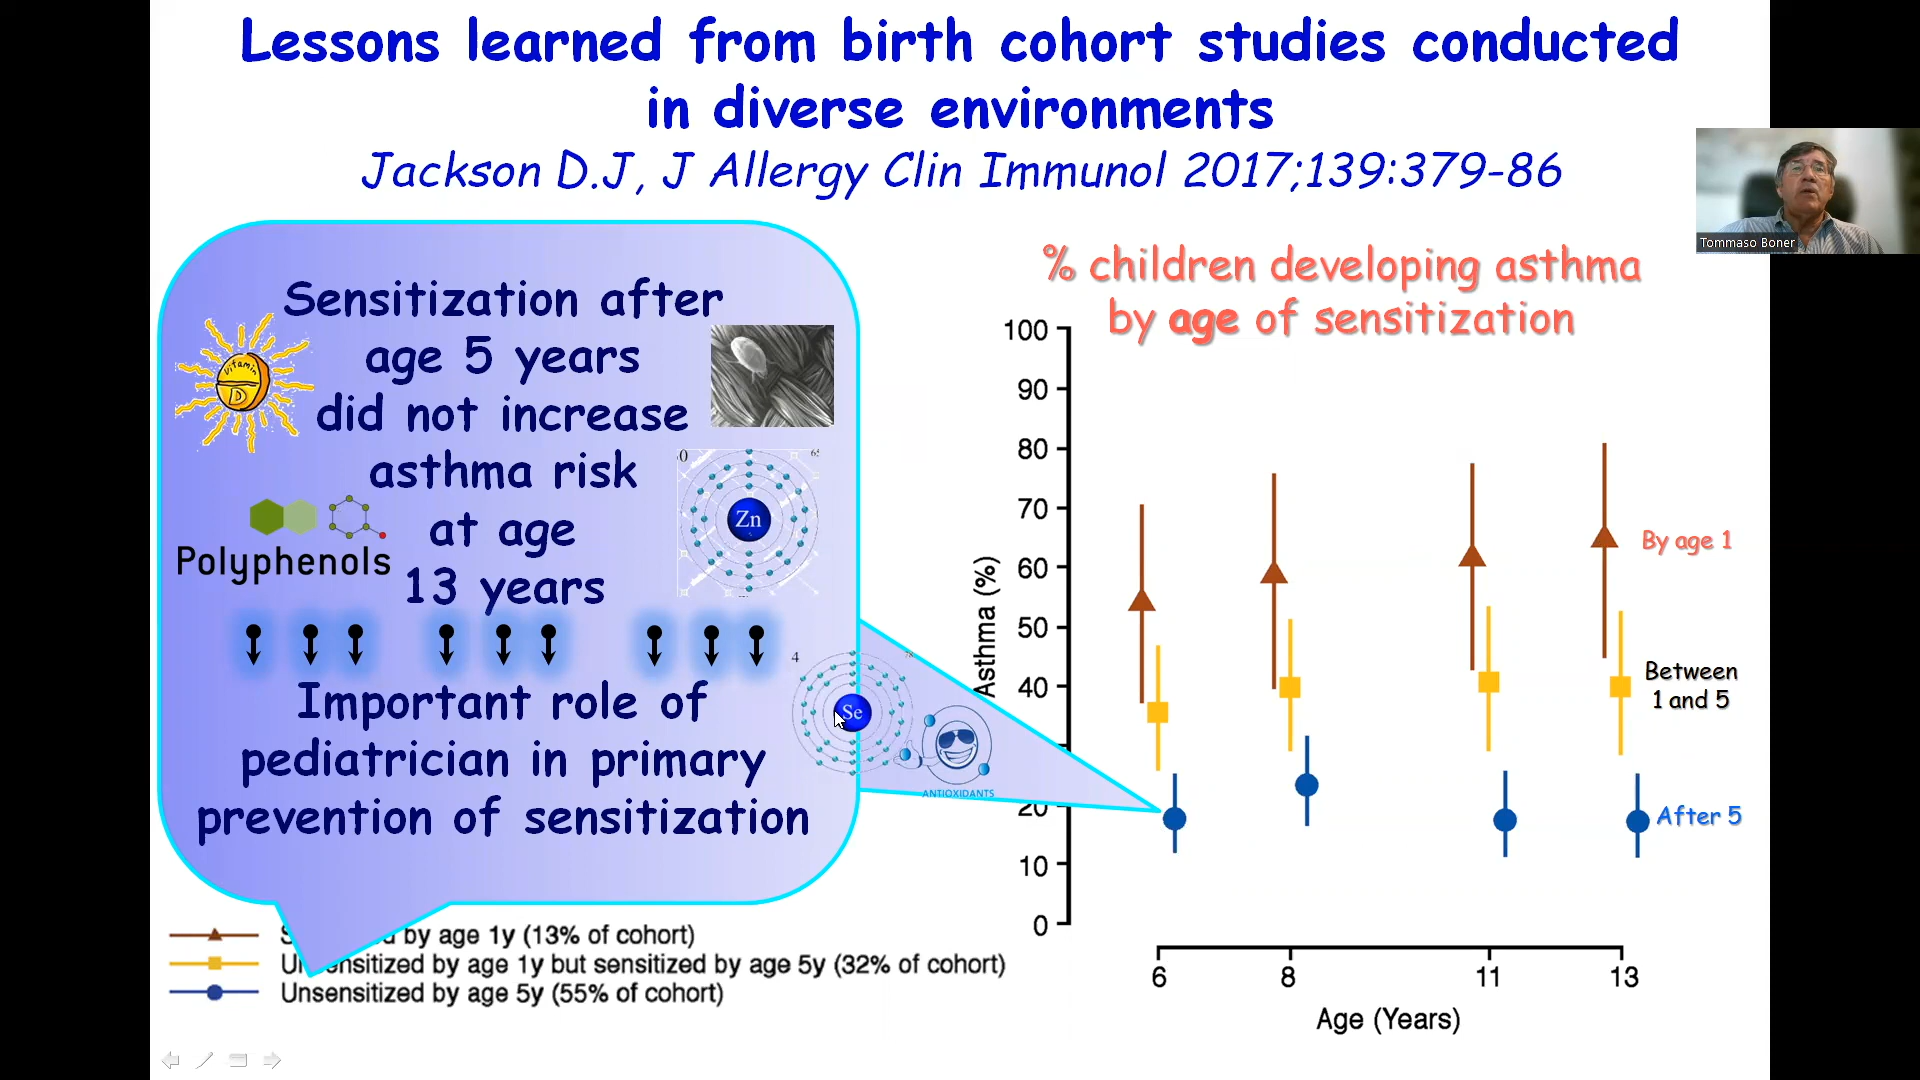 Lessons learned from birth cohort studies conducted
in diverse environments
Jackson D.J, J Allergy Clin Immunol 2017;139:379-86
Tommaso Boner
Sensitization after
age 5 years
did not increase
asthma risk
at age
13 years
Important role of
pediatrician in primary
prevention of sensitization
vitamin
D
Polyphenols
0
65
Zn
4
78
Se
ANTIOXIDANTS
% children developing asthma
by age of sensitization
Asthma (%)
100
90
80
70
60
50
40
20
10
0
By age 1
Between
1 and 5
After 5
6 8 11 13
Age (Years)
by age 1y (13% of cohort)
by age 1y but sensitized by age 5y (32% of cohort)
Unsensitized by age 5y (55% of cohort)